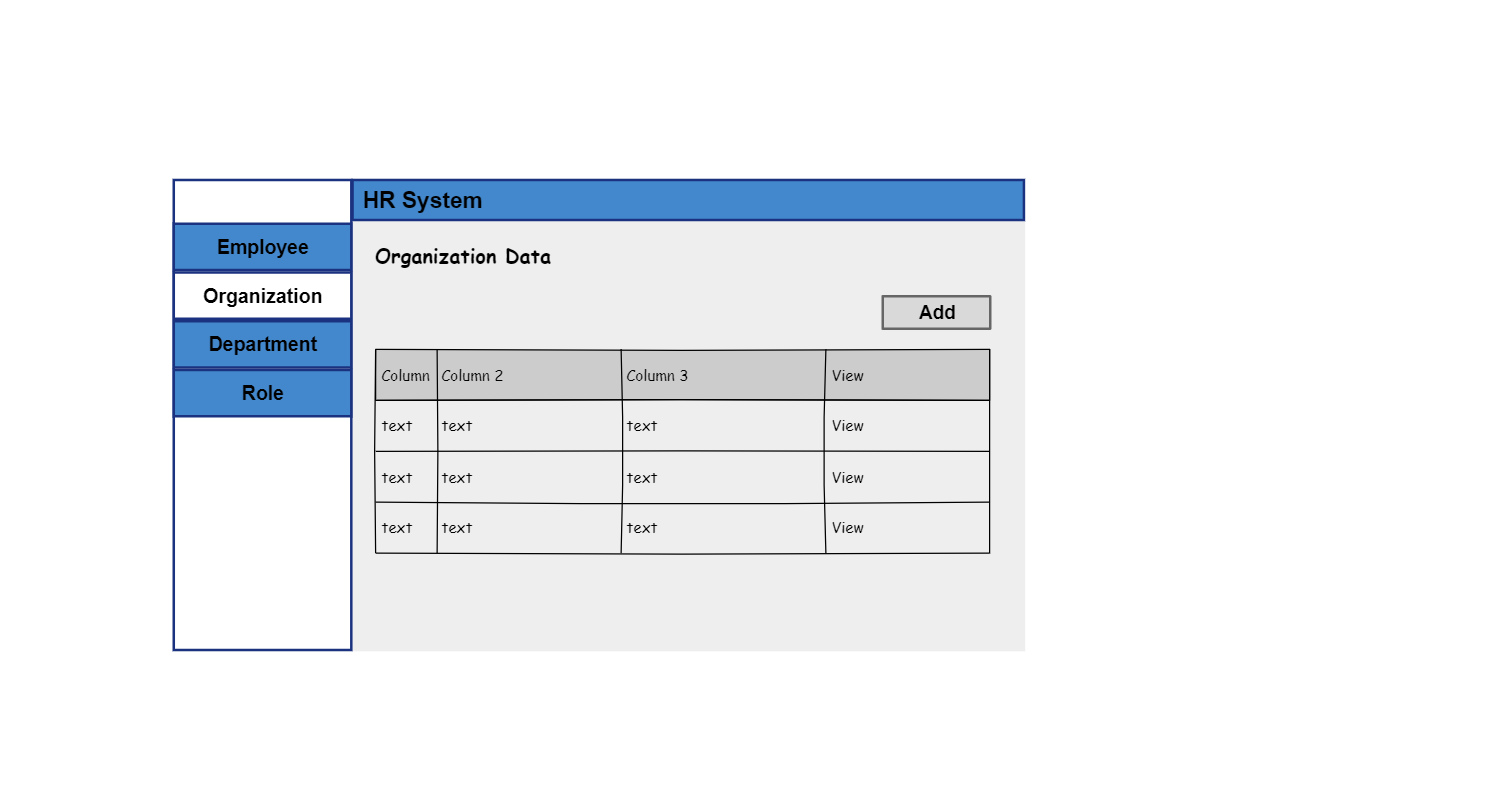 HR System
Employee
Organization
Department
Role
Organization Data
Add
Column Column 2 Column 3 View
text text text View
text text text View
text text text View